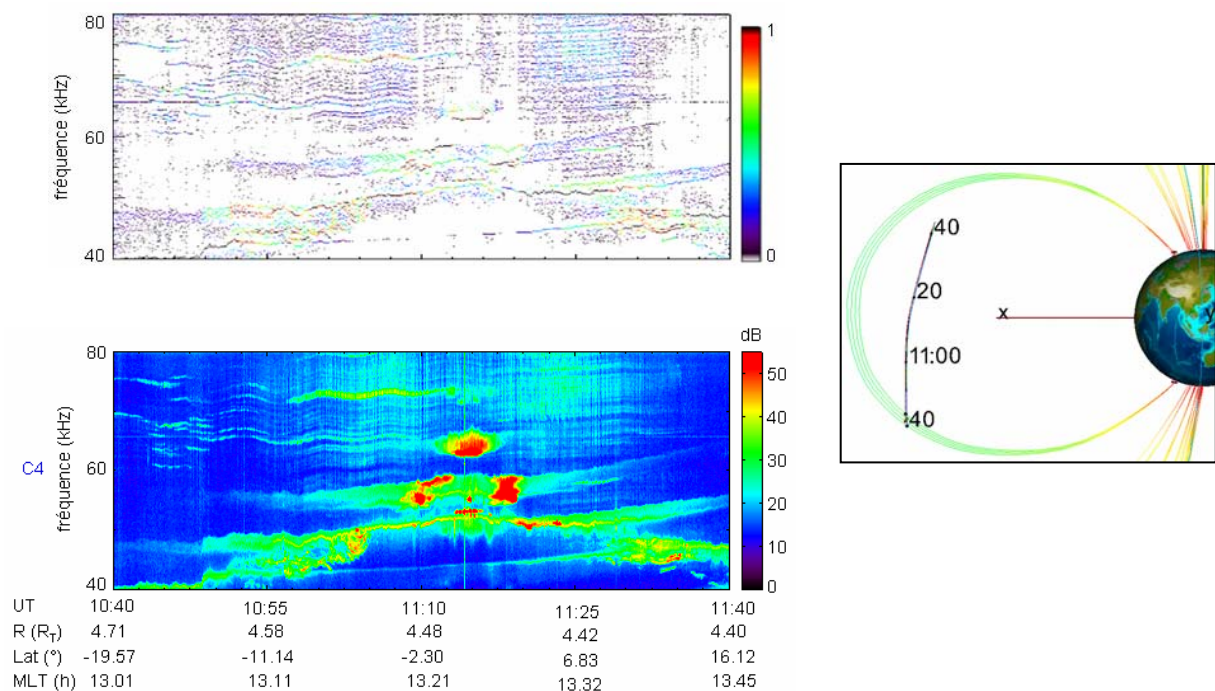 80
60
40
fréquence (kHz)
1
0
dB
80
60
40
fréquence (kHz)
C4
50
40
30
20
10
0
UT 10:40 10:55 11:10 11:25 11:40
R (RT) 4.71 4.58 4.48 4.42 4.40
Lat (°) -19.57 -11.14 -2.30 6.83 16.12
MLT (h) 13.01 13.11 13.21 13.32 13.45
40
.20
x
y
11:00
:40